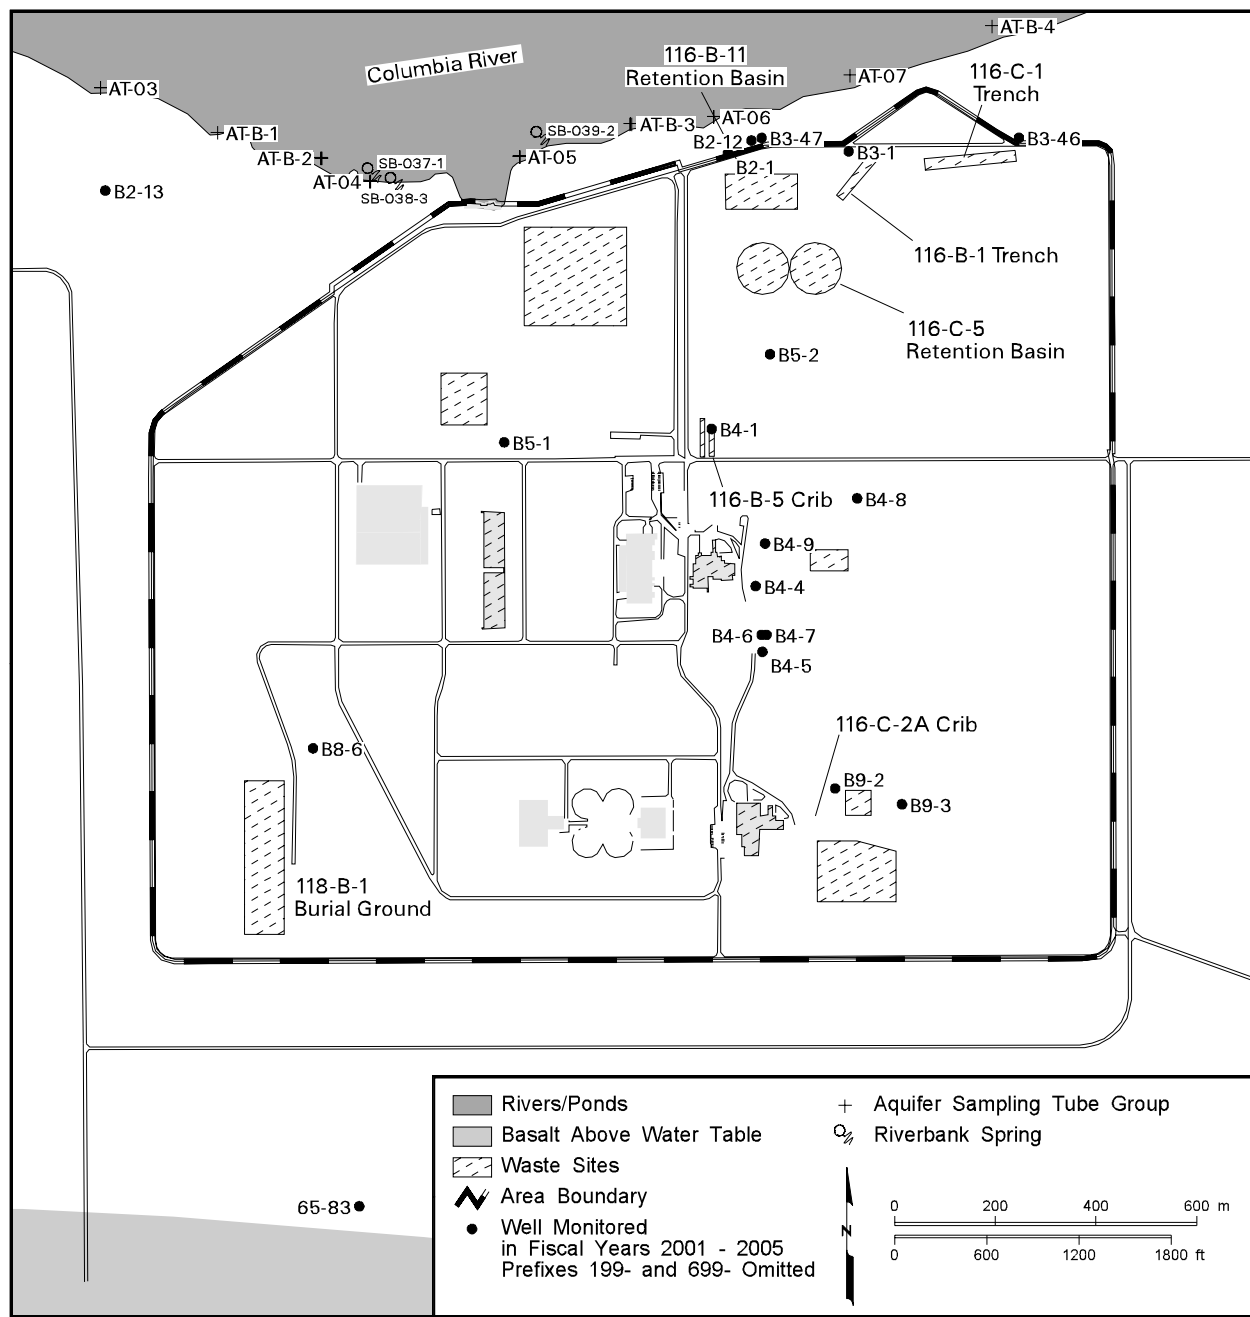 AT-B-4
Columbia River
116-B-11
Retention Basin
AT-07
116-C-1
Trench
AT-03
AT-06
AT-B-1
AT-B-3
SB-039-2
B2-12
B3-47
B3-46
AT-B-2
SB-037-1
AT-05
B2-1
B3-1
B2-13
AT-04
SB-038-3
116-B-1 Trench
116-C-5
Retention Basin
B5-2
B5-1
B4-1
116-B-5 Crib
B4-8
B4-9
B4-4
B4-6
B4-7
B4-5
116-C-2A Crib
B8-6
B9-2
B9-3
118-B-1
Burial Ground
65-83
Rivers/Ponds
Basalt Above Water Table
Waste Sites
Area Boundary
Well Monitored
in Fiscal Years 2001 - 2005
Prefixes 199- and 699- Omitted
Aquifer Sampling Tube Group
Riverbank Spring
N
0 200 400 600 m
0 600 1200 1800 ft